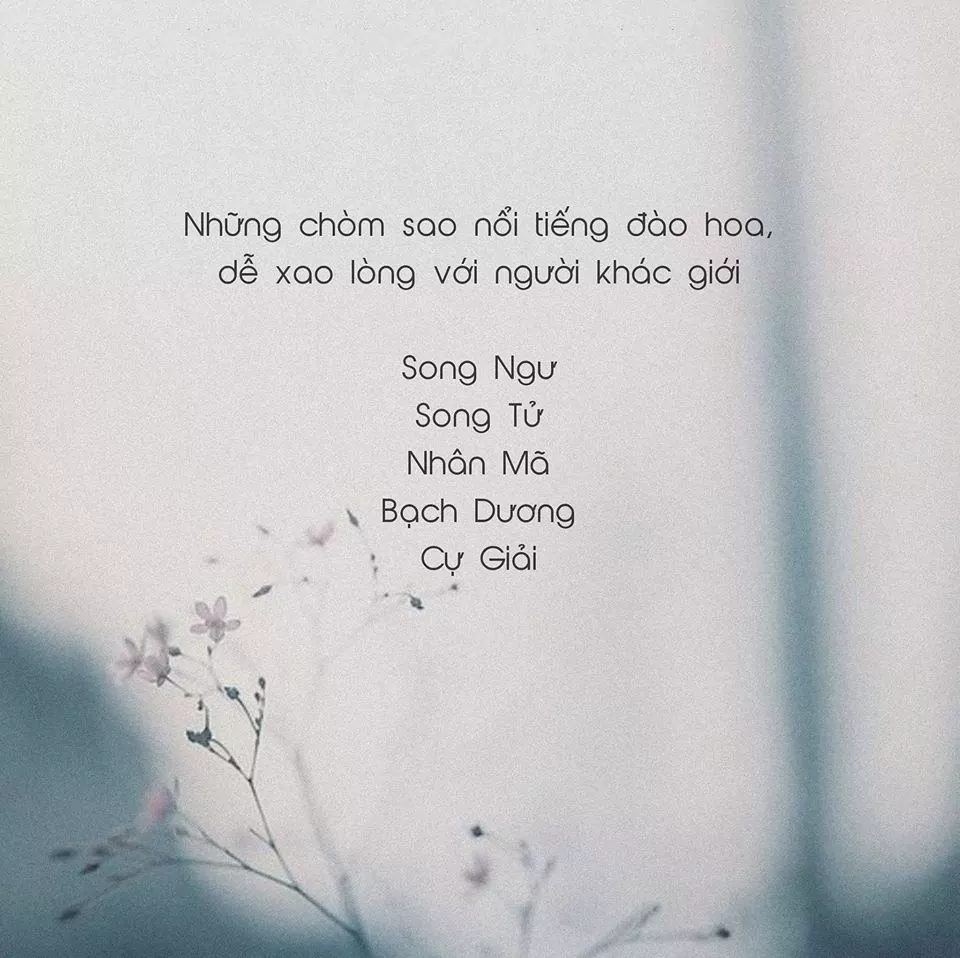 Những chòm sao nổi tiếng đào hoa,
dễ xao lòng với người khác giới
Song Ngư
Song Tử
Nhân Mã
Bạch Dương
Cự Giải